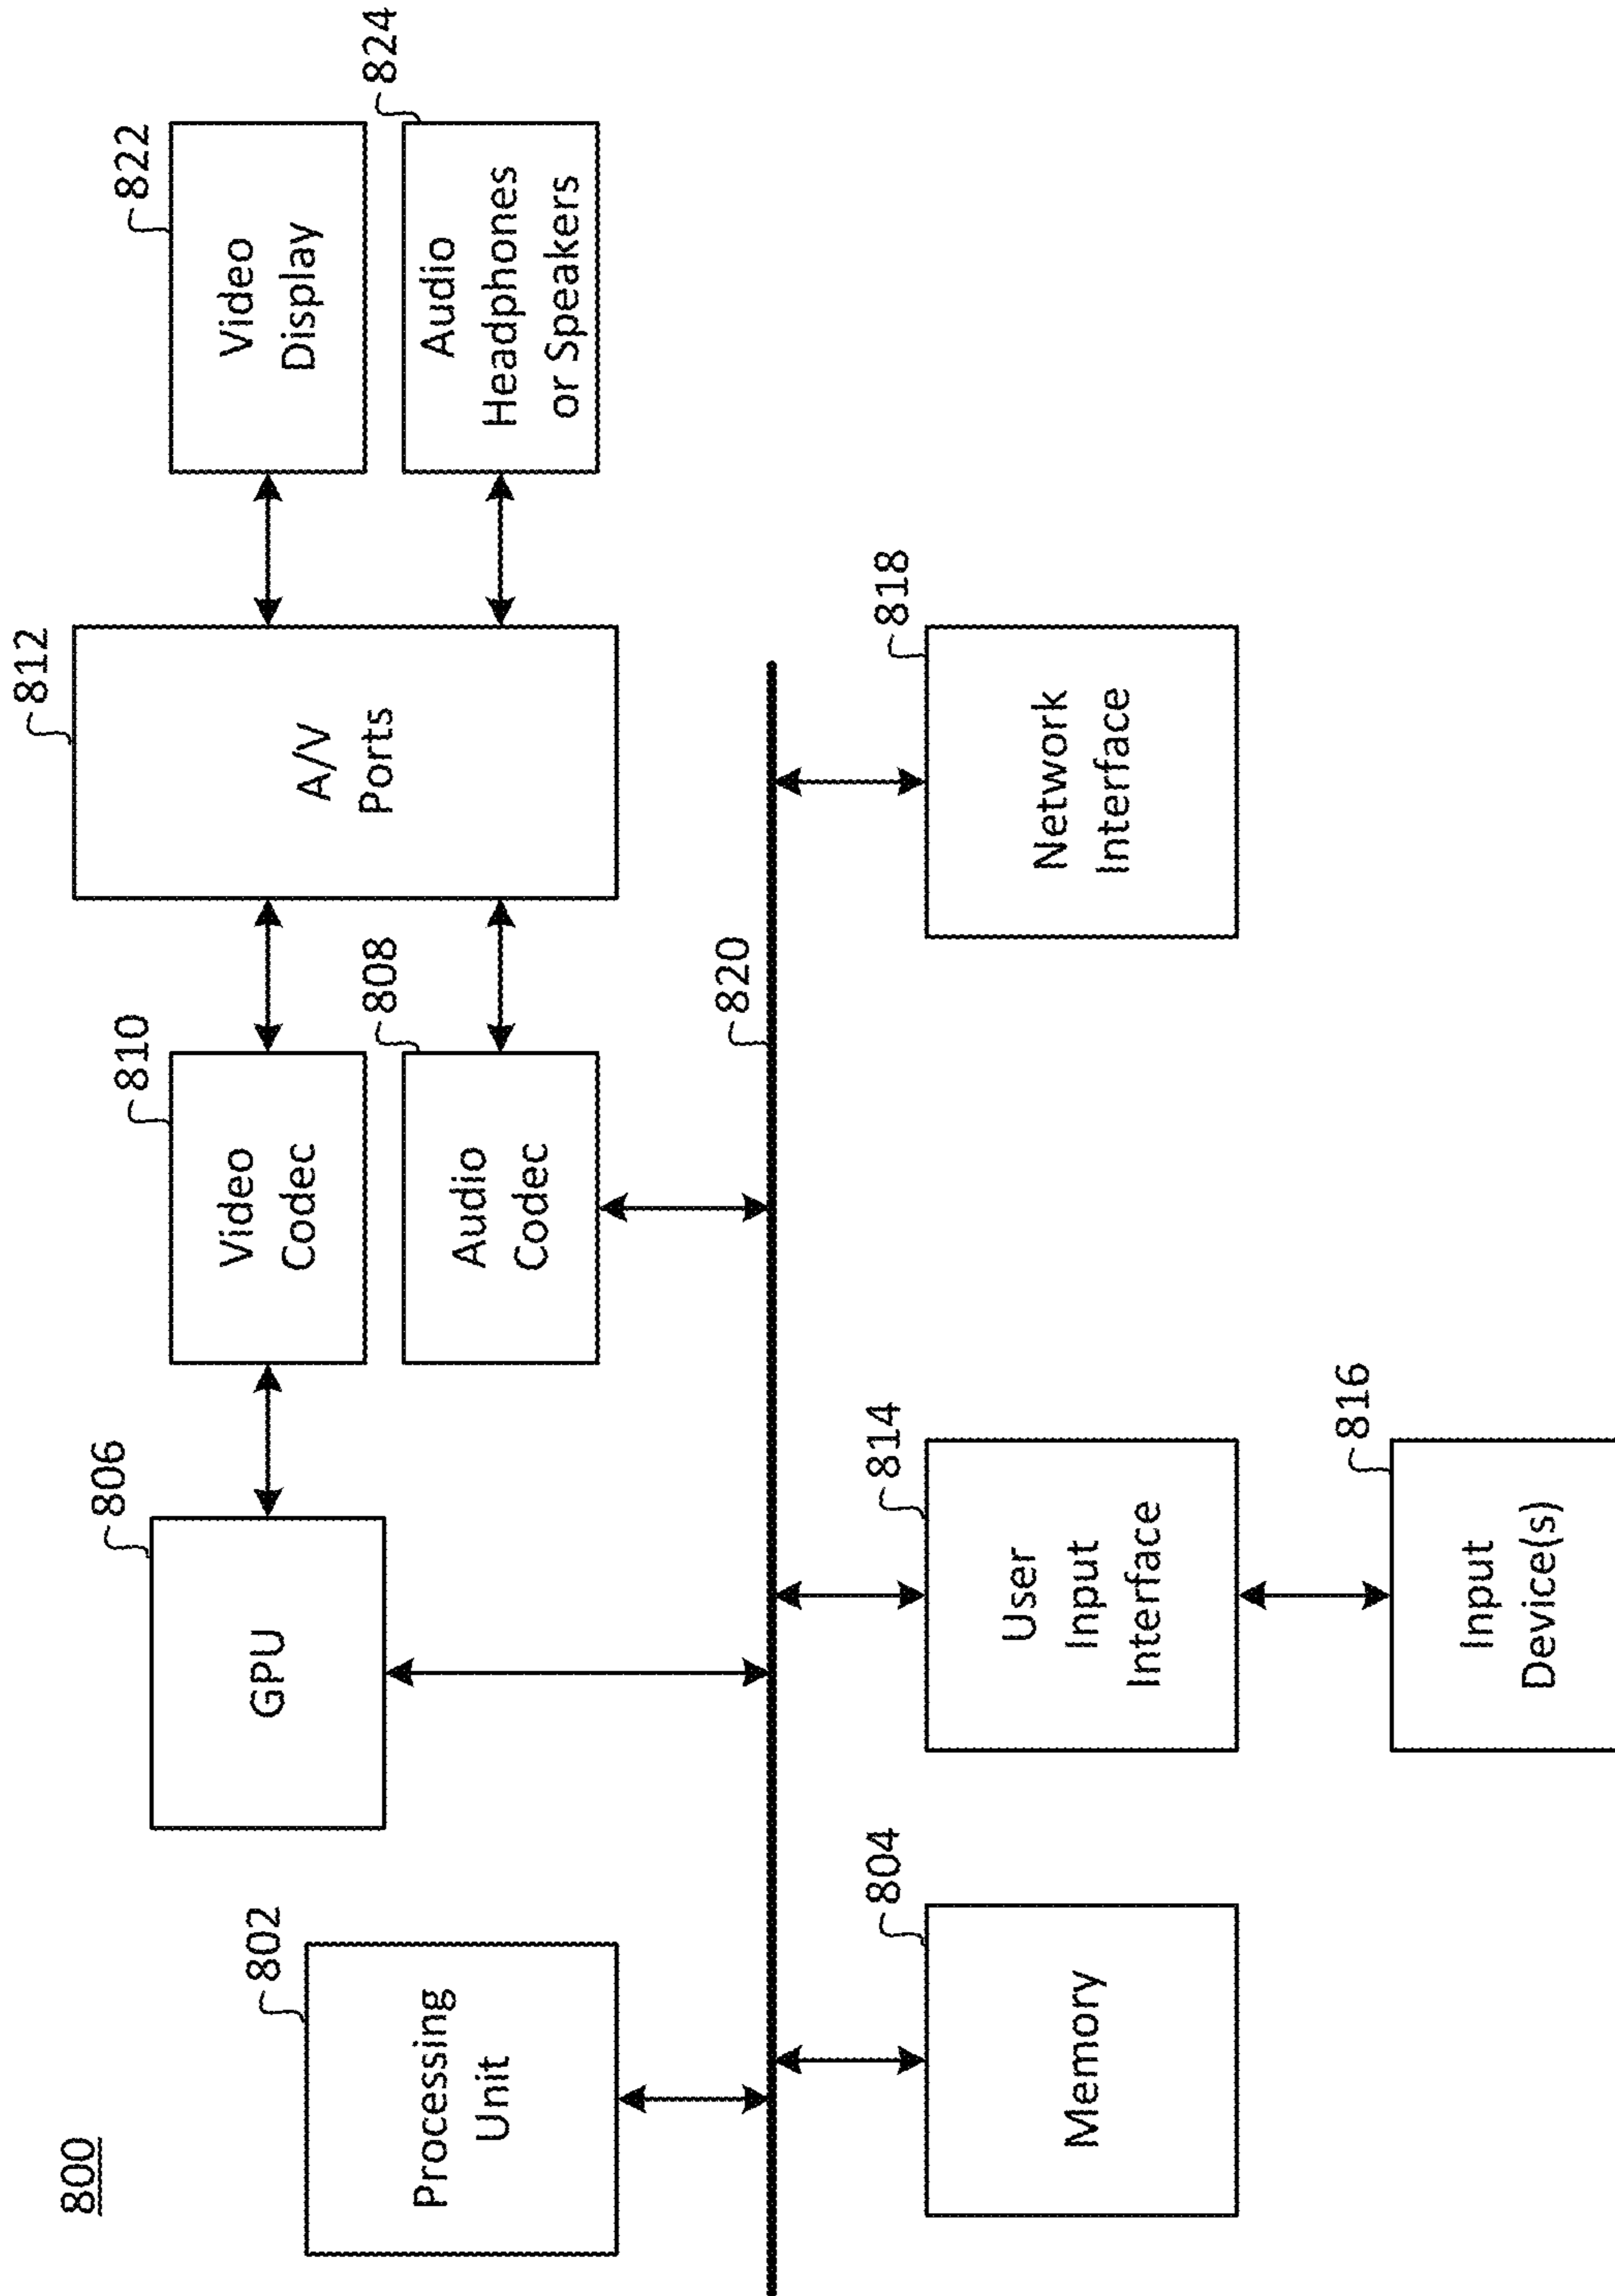 800
802
Processing
Unit
806
GPU
810
Video
Codec
808
Audio
Codec
812
A/V
Ports
822
Video
Display
824
Audio
Headphones
or Speakers
820
804
Memory
814
User
Input
Interface
816
Input
Device(s)
818
Network
Interface